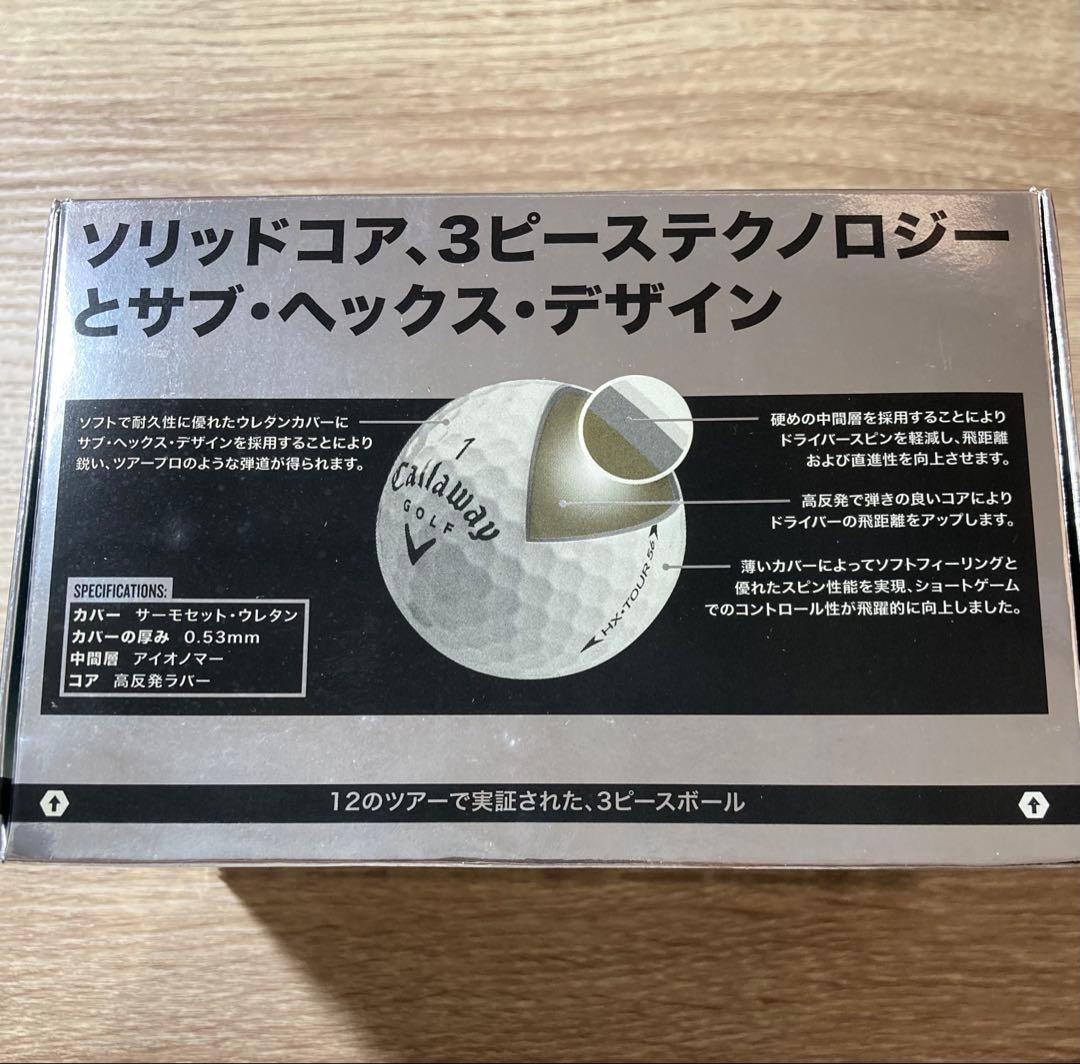 ソリッドコア、3ピーステクノロジー
とサブ・ヘックス・デザイン
ソフトで耐久性に優れたウレタンカバーに
サブ・ヘックス・デザインを採用することにより
鋭い、ツアープロのような弾道が得られます。
硬めの中間層を採用することにより
ドライバースピンを軽減し、飛距離
および直進性を向上させます。
高反発で弾きの良いコアにより
ドライバーの飛距離をアップします。
薄いカバーによってソフトフィーリングと
優れたスピン性能を実現、ショートゲーム
でのコントロール性が飛躍的に向上しました。
1
Callaway
GOLF
HX・TOUR 56
SPECIFICATIONS:
カバー サーモセット・ウレタン
カバーの厚み 0.53mm
中間層 アイオノマー
コア 高反発ラバー
12のツアーで実証された、3ピースボール